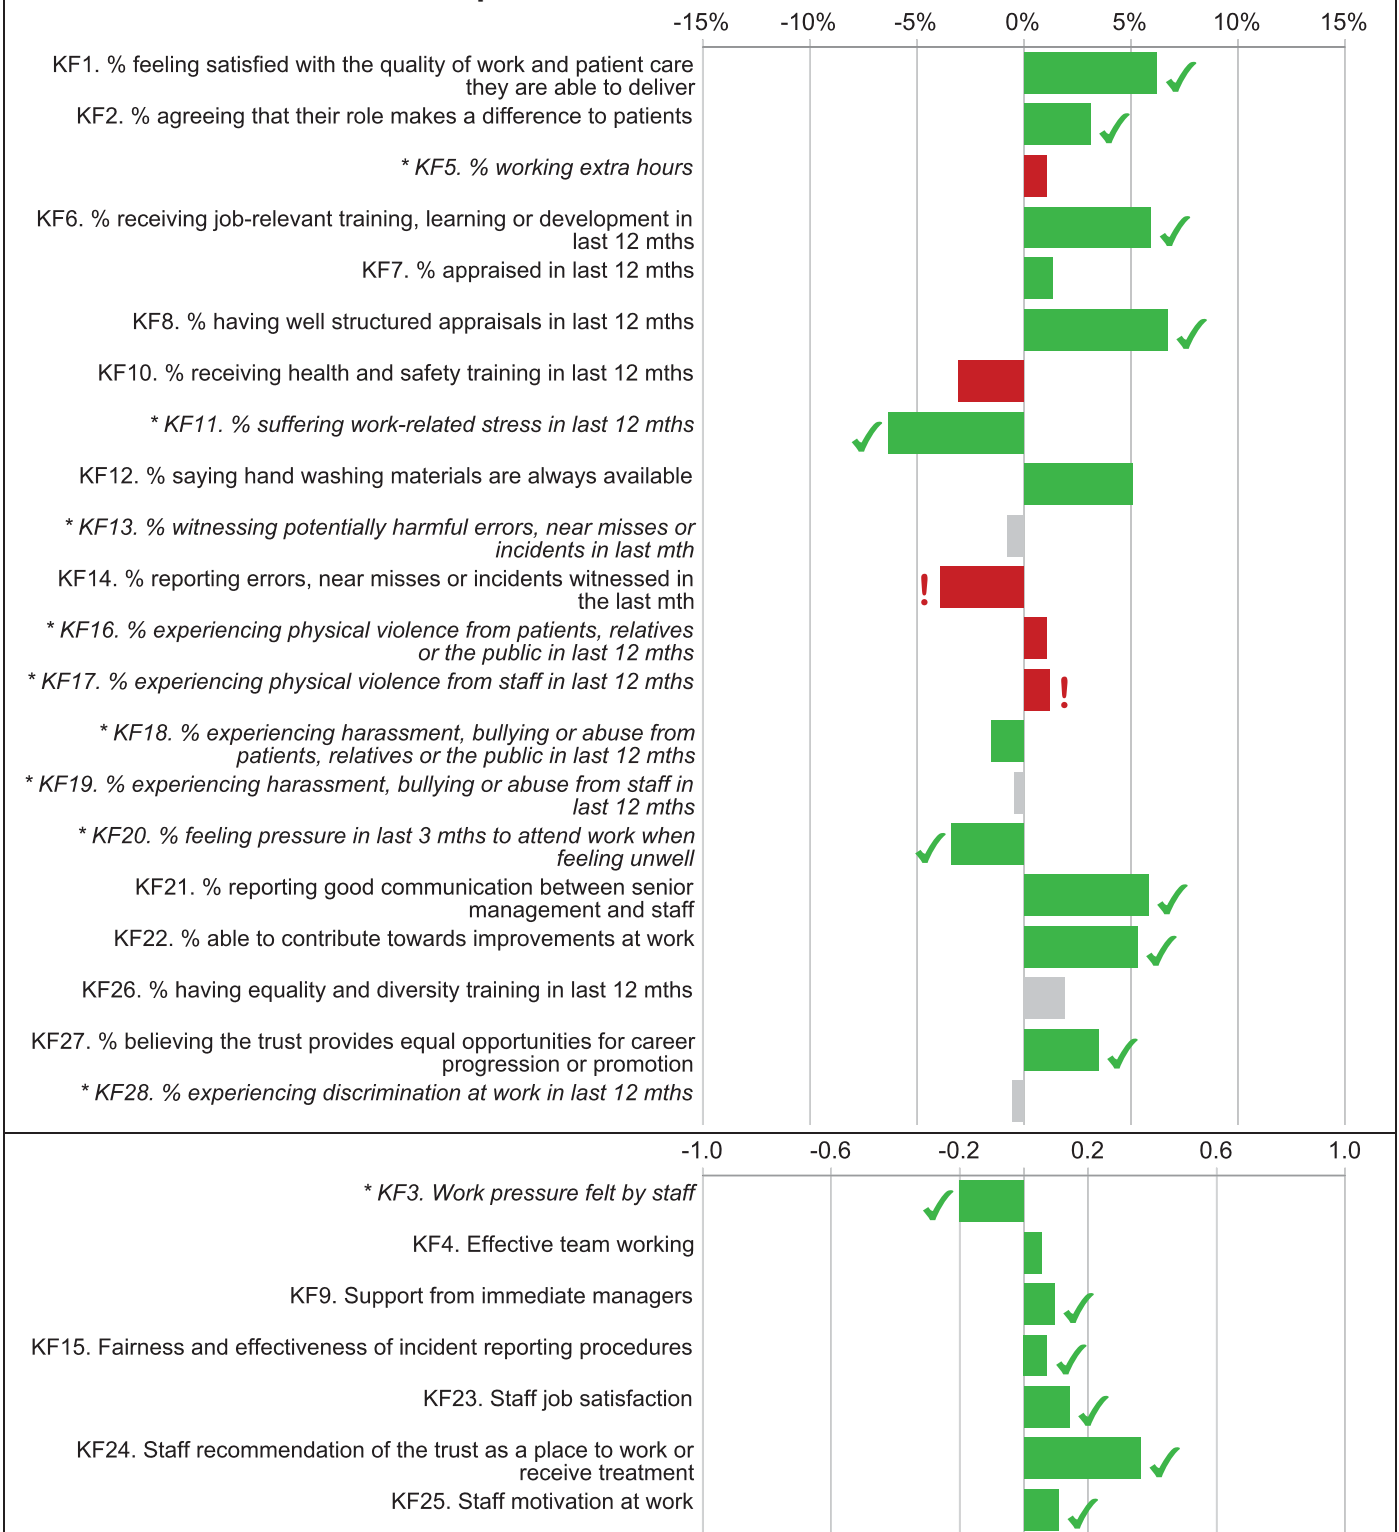 -15% -10% -5% 0% 5% 10% 15%
KF1. % feeling satisfied with the quality of work and patient care
they are able to deliver
KF2. % agreeing that their role makes a difference to patients
* KF5. % working extra hours
KF6. % receiving job-relevant training, learning or development in
last 12 mths
KF7. % appraised in last 12 mths
KF8. % having well structured appraisals in last 12 mths
KF10. % receiving health and safety training in last 12 mths
* KF11. % suffering work-related stress in last 12 mths
KF12. % saying hand washing materials are always available
* KF13. % witnessing potentially harmful errors, near misses or
incidents in last mth
KF14. % reporting errors, near misses or incidents witnessed in
the last mth
!
* KF16. % experiencing physical violence from patients, relatives
or the public in last 12 mths
* KF17. % experiencing physical violence from staff in last 12 mths
!
* KF18. % experiencing harassment, bullying or abuse from
patients, relatives or the public in last 12 mths
* KF19. % experiencing harassment, bullying or abuse from staff in
last 12 mths
* KF20. % feeling pressure in last 3 mths to attend work when
feeling unwell
KF21. % reporting good communication between senior
management and staff
KF22. % able to contribute towards improvements at work
KF26. % having equality and diversity training in last 12 mths
KF27. % believing the trust provides equal opportunities for career
progression or promotion
* KF28. % experiencing discrimination at work in last 12 mths
-1.0 -0.6 -0.2 0.2 0.6 1.0
* KF3. Work pressure felt by staff
KF4. Effective team working
KF9. Support from immediate managers
KF15. Fairness and effectiveness of incident reporting procedures
KF23. Staff job satisfaction
KF24. Staff recommendation of the trust as a place to work or
receive treatment
KF25. Staff motivation at work